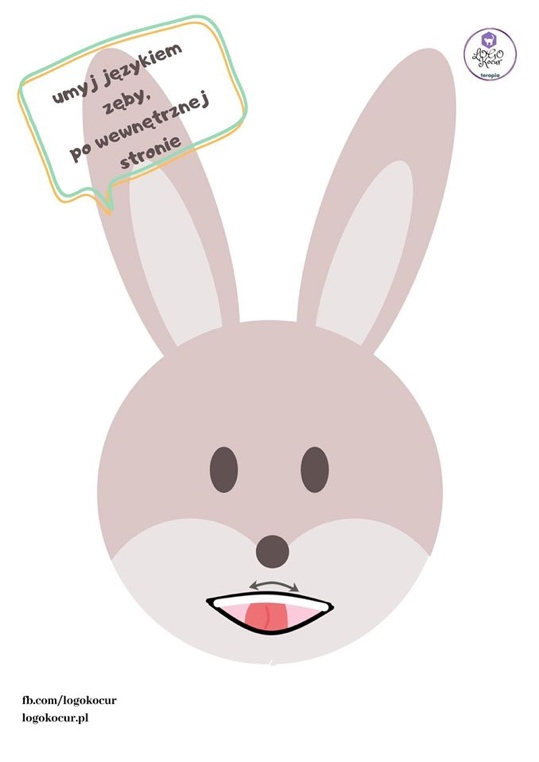 umyj językiem
zęby,
po wewnętrznej
stronie
LOGO
Kocur
terapia
fb.com/logokocur
logokocur.pl